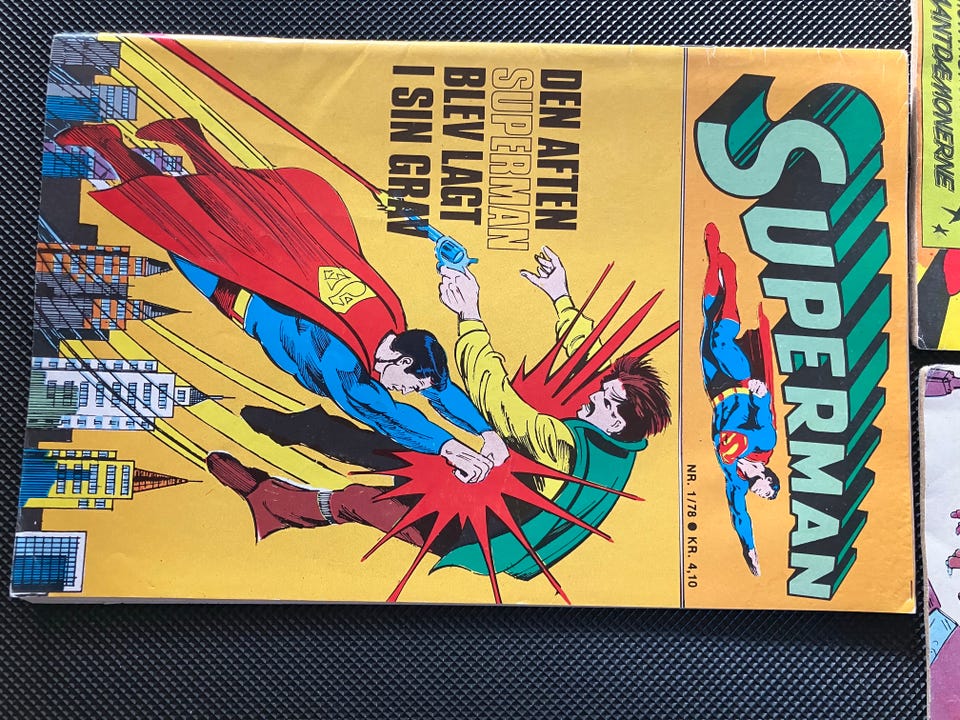 SUPERMAN
NR. 1/78 ● KR. 4,10
DEN AFTEN
SUPERMAN
BLEV LAGT
I SIN GRAV
S
S